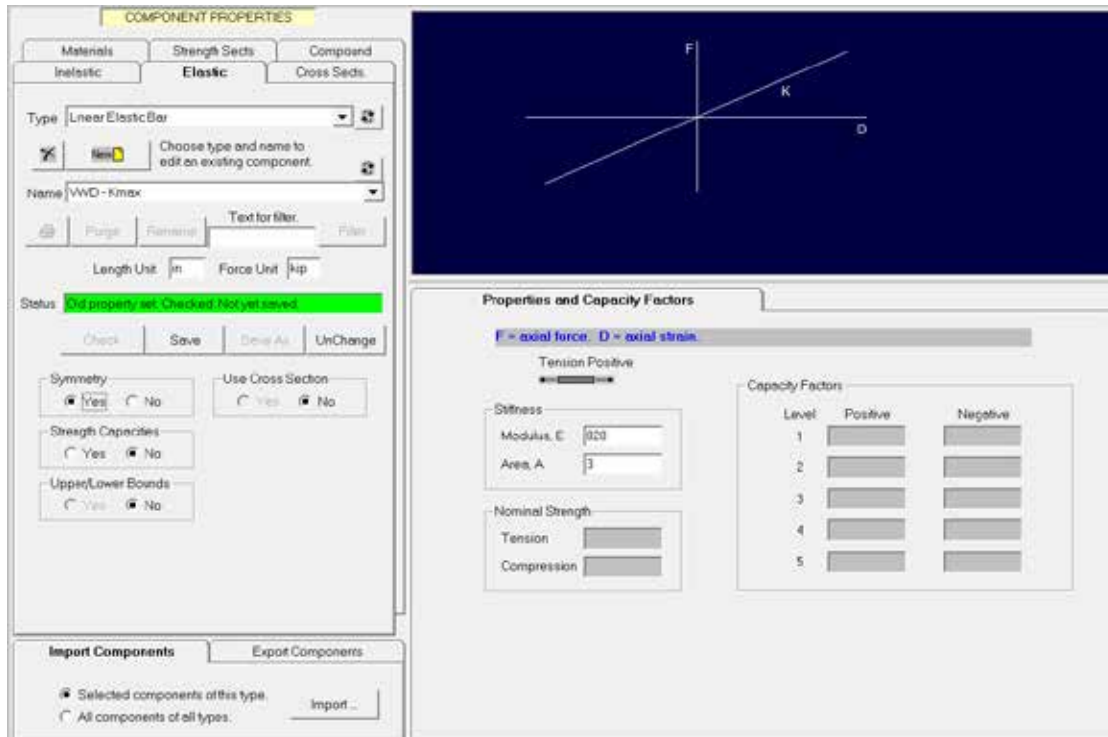 COMPONENT PROPERTIES
Materials Strength Sects Compound
Inelastic Elastic Cross Sects.
Type Linear Elastic Bar
New Choose type and name to
edit an existing component.
Name VWD - Kmax
Text for filter.
Purge Rename Filter
Length Unit in Force Unit kip
Status Old property set. Checked. Not yet saved.
Check Save Save As UnChange
Symmetry
Yes No
Use Cross Section
Yes No
Strength Capacities
Yes No
Upper/Lower Bounds
Yes No
Import Components Export Components
Selected components of this type.
All components of all types.
Import ...
F
K
D
Properties and Capacity Factors
F = axial force. D = axial strain.
Tension Positive
Stiffness
Modulus, E 820
Area, A 3
Nominal Strength
Tension
Compression
Capacity Factors
Level Positive Negative
1
2
3
4
5